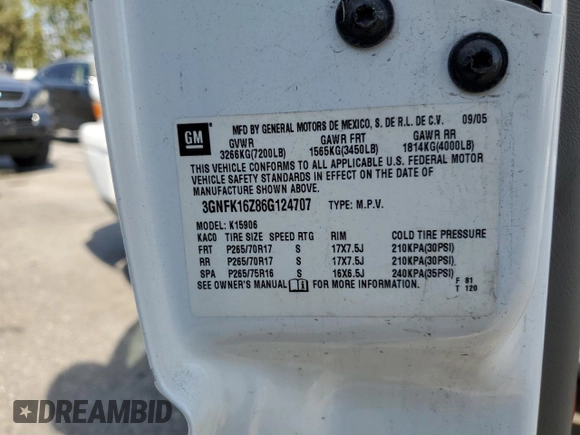 GM
MFD BY GENERAL MOTORS DE MEXICO, S. DE R.L. DE C.V. 09/05
GVWR GAWR FRT GAWR RR
3266KG(7200LB) 1565KG(3450LB) 1814KG(4000LB)
THIS VEHICLE CONFORMS TO ALL APPLICABLE U.S. FEDERAL MOTOR
VEHICLE SAFETY STANDARDS IN EFFECT ON THE DATE OF
MANUFACTURE SHOWN ABOVE.
3GNFK16Z86G124707 TYPE: M.P.V.
MODEL: K15906
KACO TIRE SIZE SPEED RTG RIM COLD TIRE PRESSURE
FRT P265/70R17 S 17X7.5J 210KPA(30PSI)
RR P265/70R17 S 17X7.5J 210KPA(30PSI)
SPA P265/75R16 S 16X6.5J 240KPA(35PSI)
SEE OWNER'S MANUAL FOR MORE INFORMATION.
F 81
T 120
DREAMBID